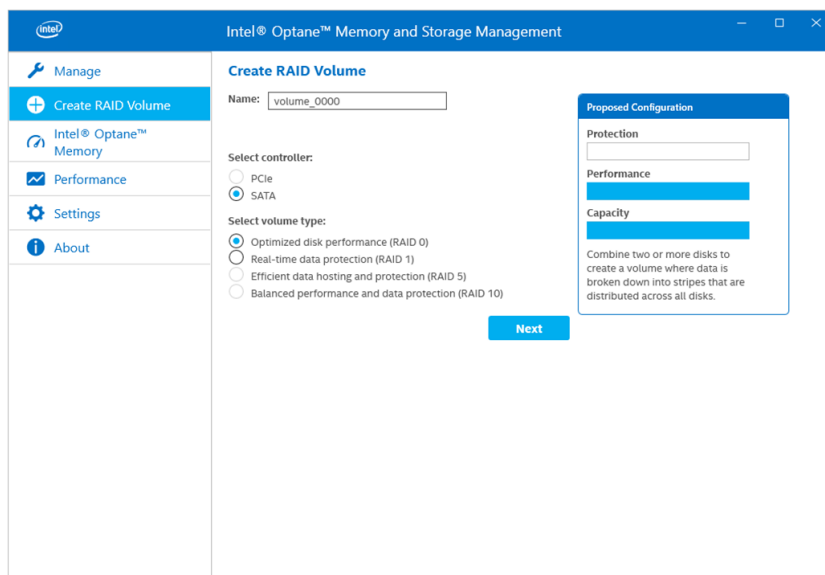 intel
Intel® Optane™ Memory and Storage Management
Manage
Create RAID Volume
Intel® Optane™
Memory
Performance
Settings
About
Create RAID Volume
Name: volume_0000
Select controller:
PCIe
SATA
Select volume type:
Optimized disk performance (RAID 0)
Real-time data protection (RAID 1)
Efficient data hosting and protection (RAID 5)
Balanced performance and data protection (RAID 10)
Next
Proposed Configuration
Protection
Performance
Capacity
Combine two or more disks to
create a volume where data is
broken down into stripes that are
distributed across all disks.